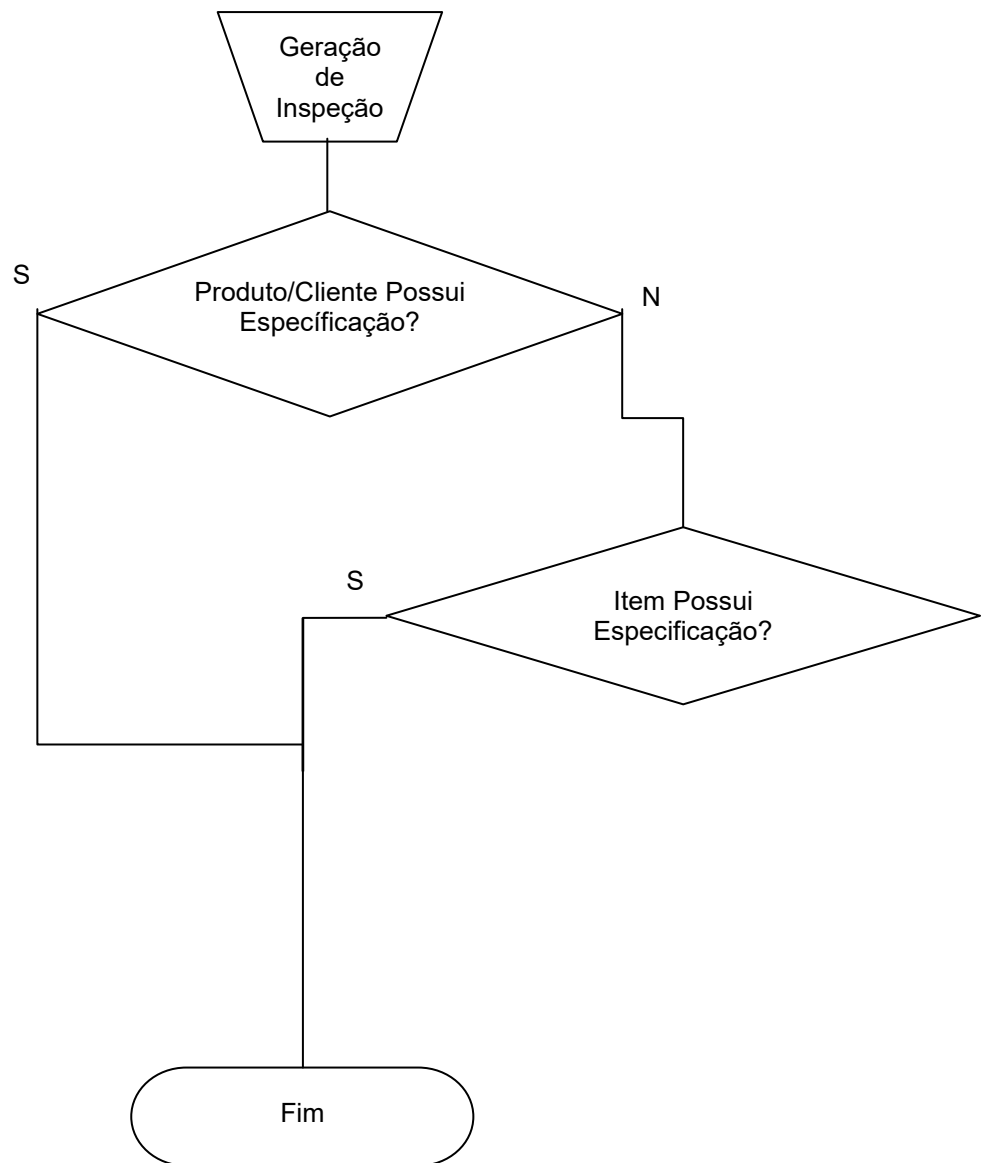 Geração
de
Inspeção
S
Produto/Cliente Possui
Específicação?
N
S
Item Possui
Especificação?
Fim